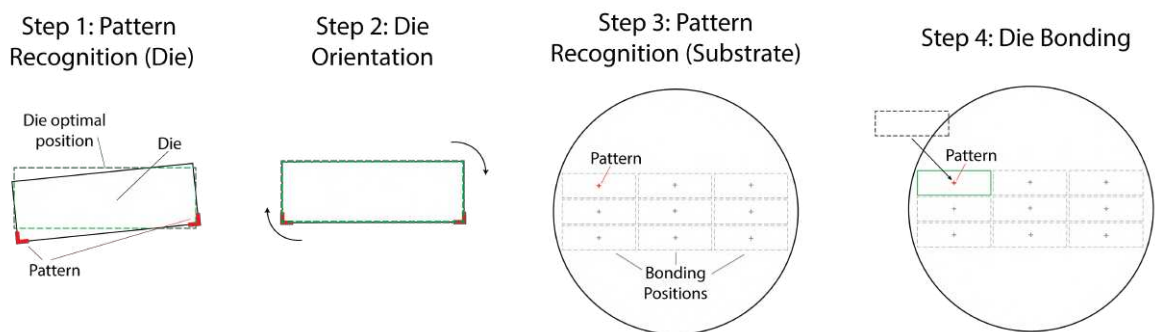 Step 1: Pattern
Recognition (Die)
Die optimal
position
Die
Pattern
Step 2: Die
Orientation
Step 3: Pattern
Recognition (Substrate)
Pattern
Bonding
Positions
Step 4: Die Bonding
Pattern